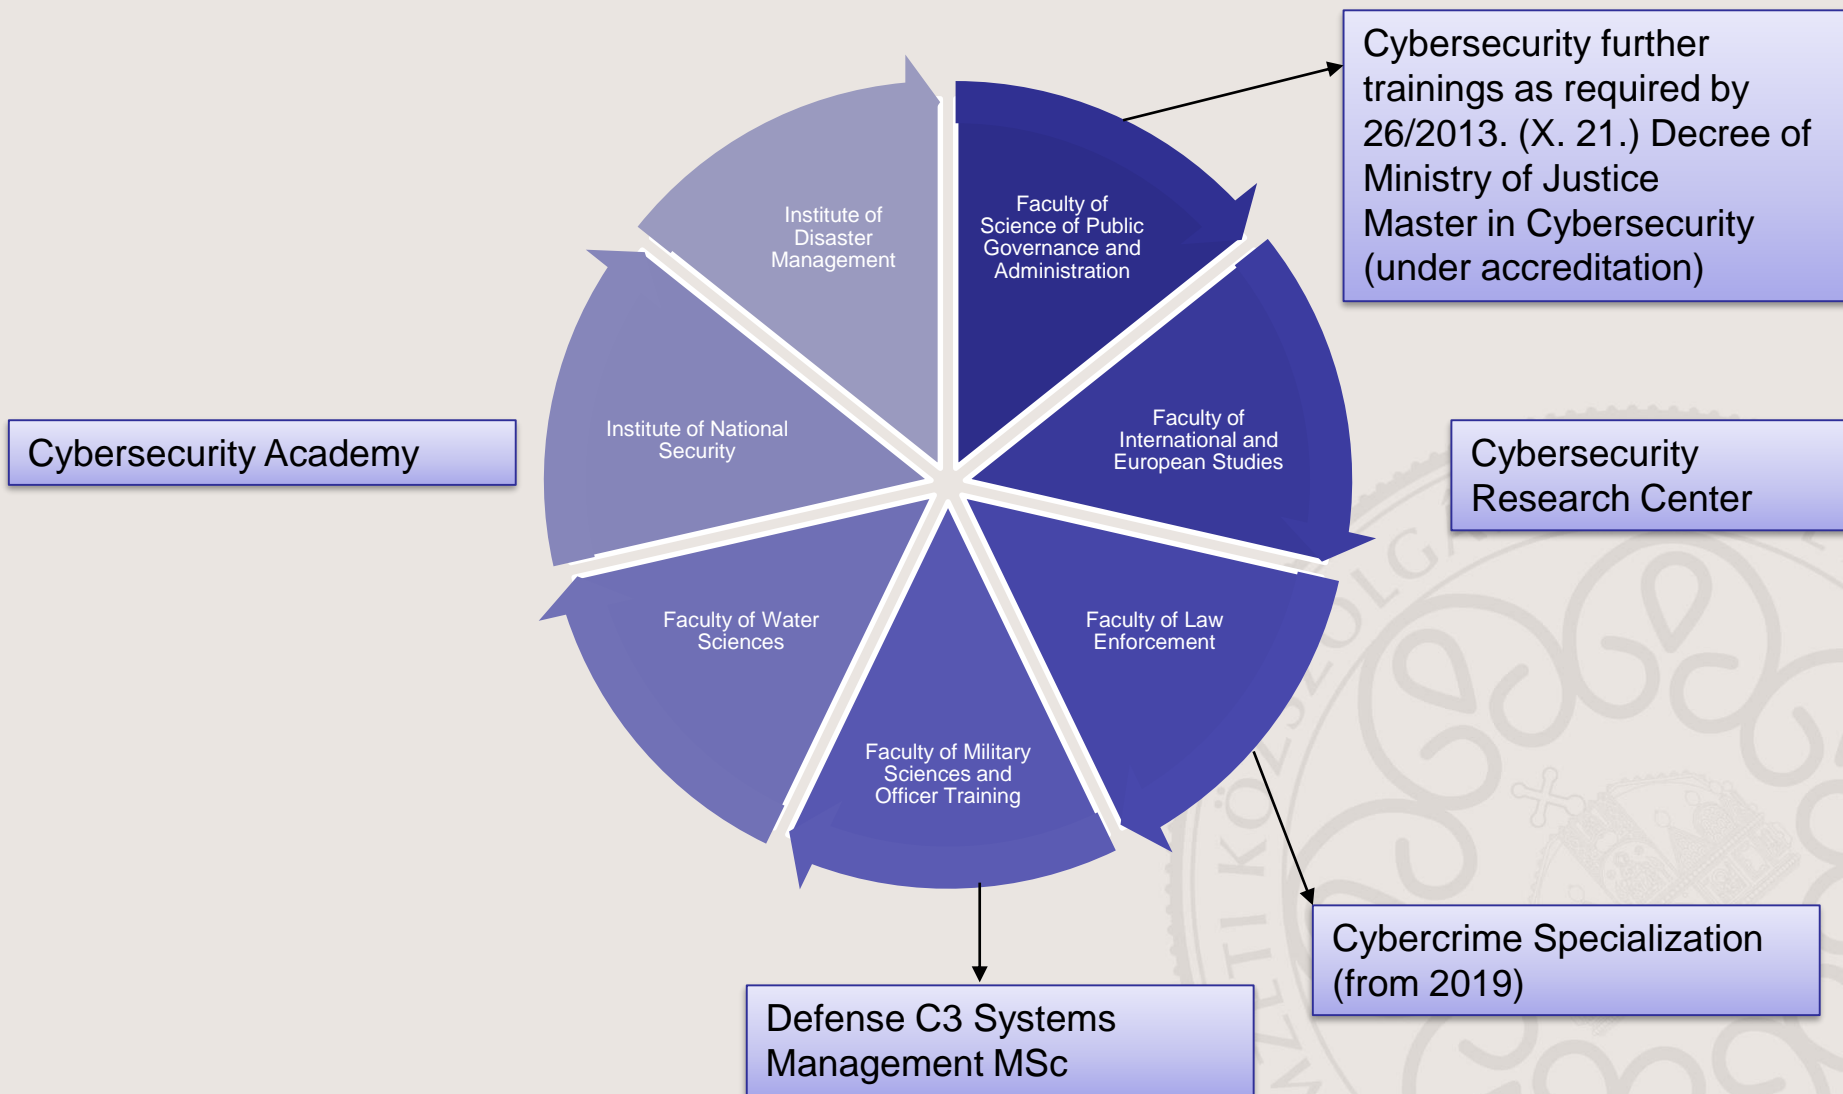 Cybersecurity further
trainings as required by
26/2013. (X. 21.) Decree of
Ministry of Justice
Master in Cybersecurity
(under accreditation)
Institute of
Disaster
Management
Faculty of
Science of Public
Governance and
Administration
Cybersecurity Academy
Institute of National
Security
Faculty of
International and
European Studies
Cybersecurity
Research Center
Faculty of Water
Sciences
Faculty of Law
Enforcement
Faculty of Military
Sciences and
Officer Training
Cybercrime Specialization
(from 2019)
Defense C3 Systems
Management MSc